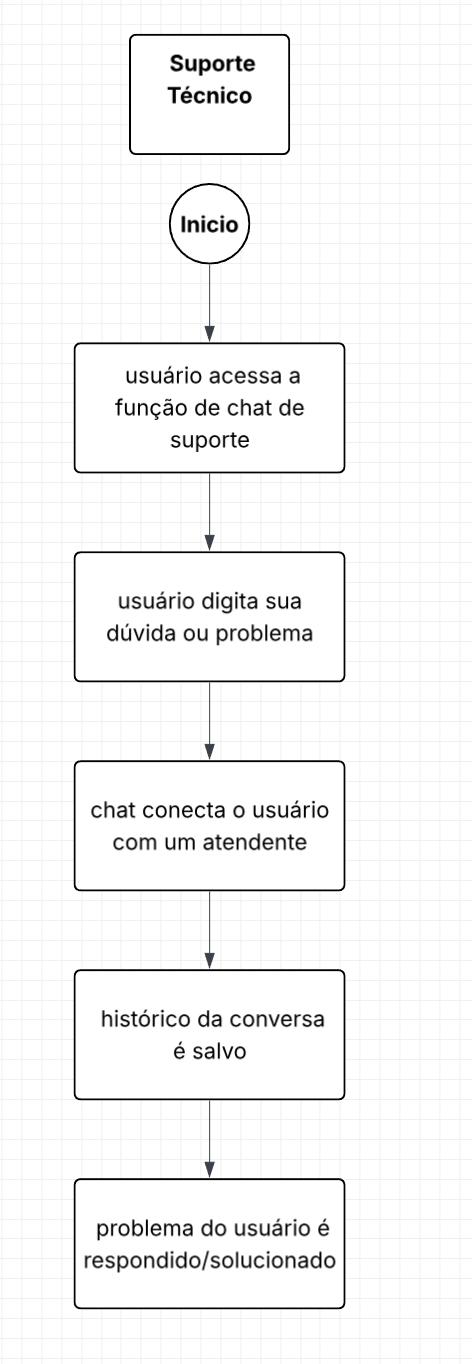 Suporte
Técnico
Inicio
usuário acessa a
função de chat de
suporte
usuário digita sua
dúvida ou problema
chat conecta o usuário
com um atendente
histórico da conversa
é salvo
problema do usuário é
respondido/solucionado